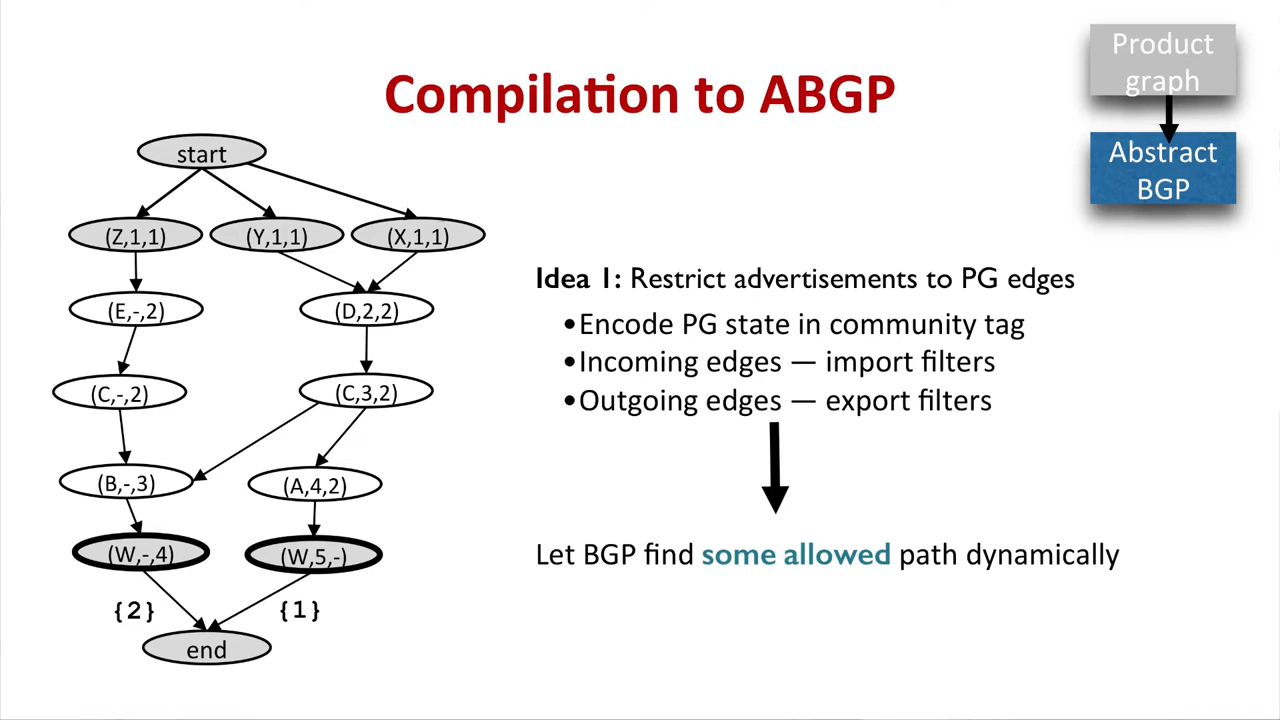 Product
graph
Compilation to ABGP
Abstract
BGP
start
(Z,1,1) (Y,1,1) (X,1,1)
(E,-,2) (D,2,2)
(C,-,2) (C,3,2)
(B,-,3) (A,4,2)
(W,-,4) (W,5,-)
{2} {1}
end
Idea 1: Restrict advertisements to PG edges
•Encode PG state in community tag
•Incoming edges — import filters
•Outgoing edges — export filters
Let BGP find some allowed path dynamically